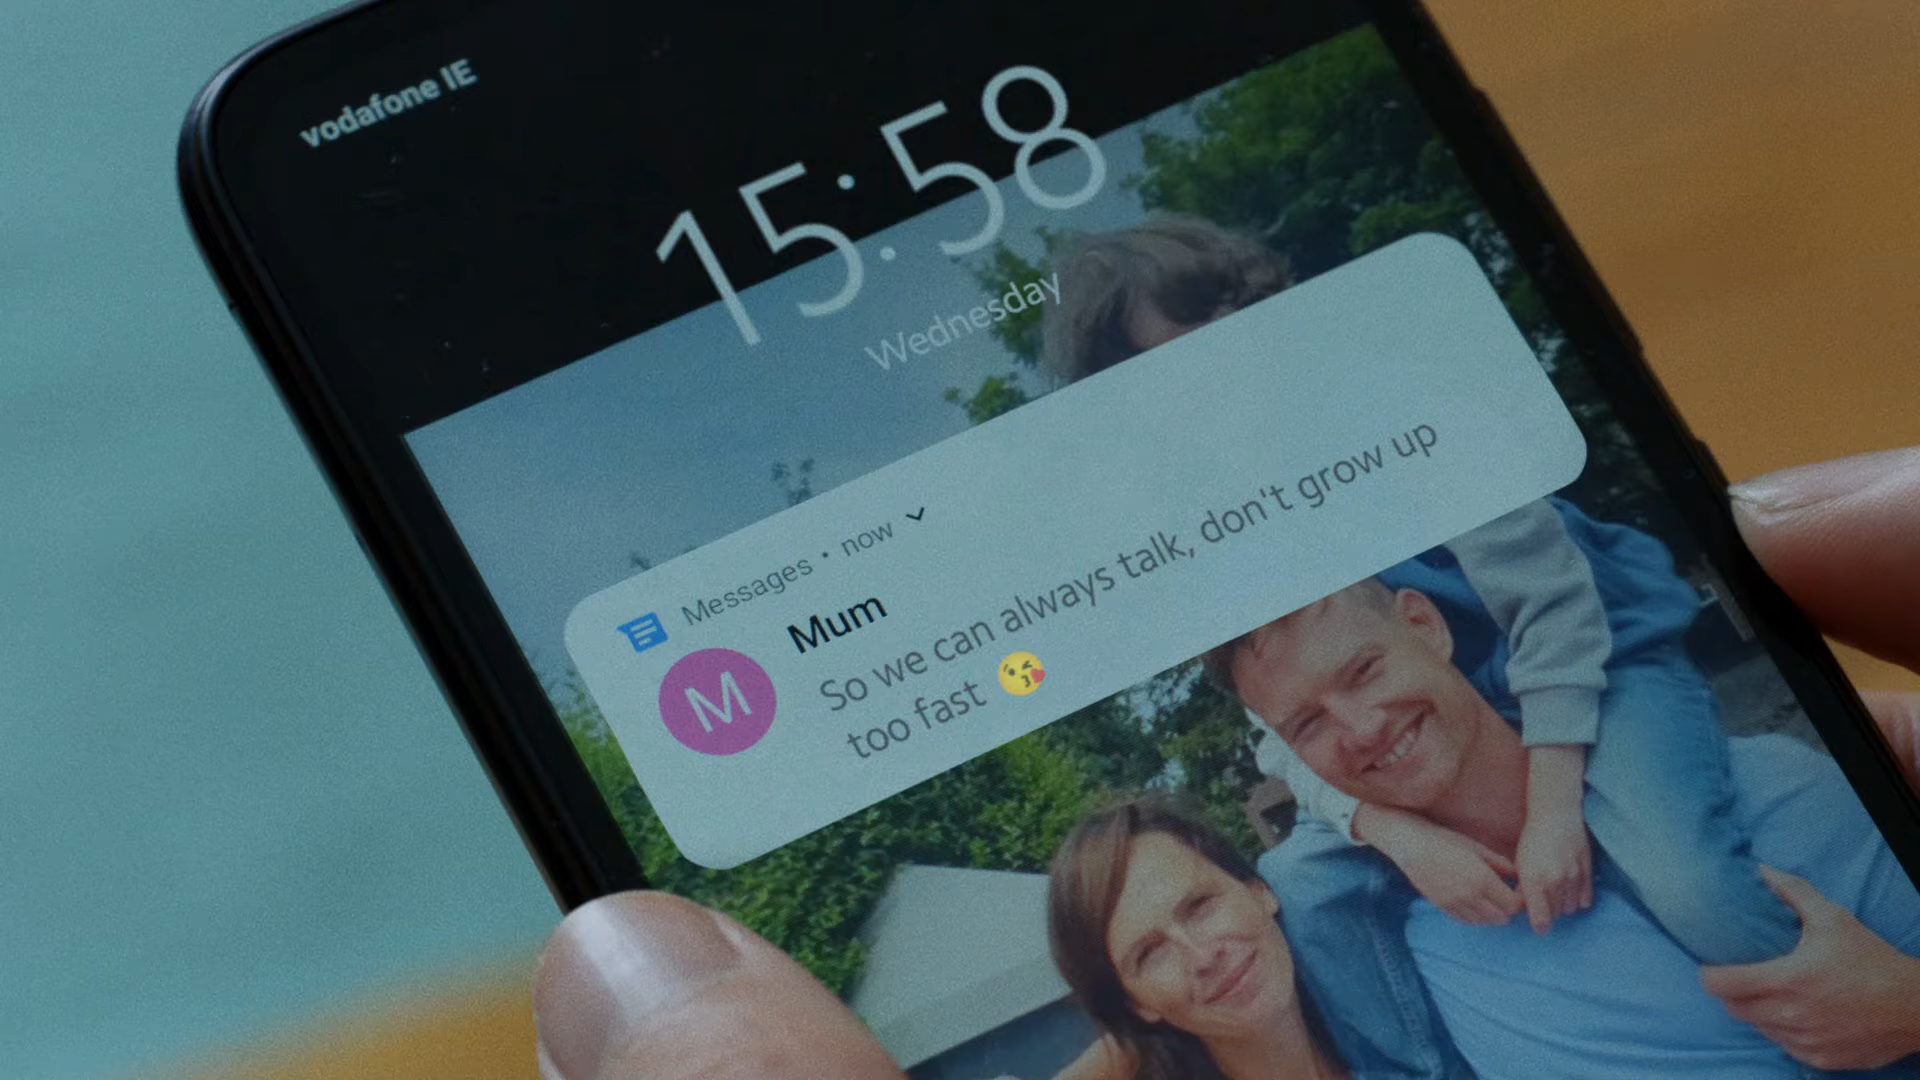 vodafone IE
15:58
Wednesday
Messages • now
M
Mum
So we can always talk, don't grow up
too fast 😘